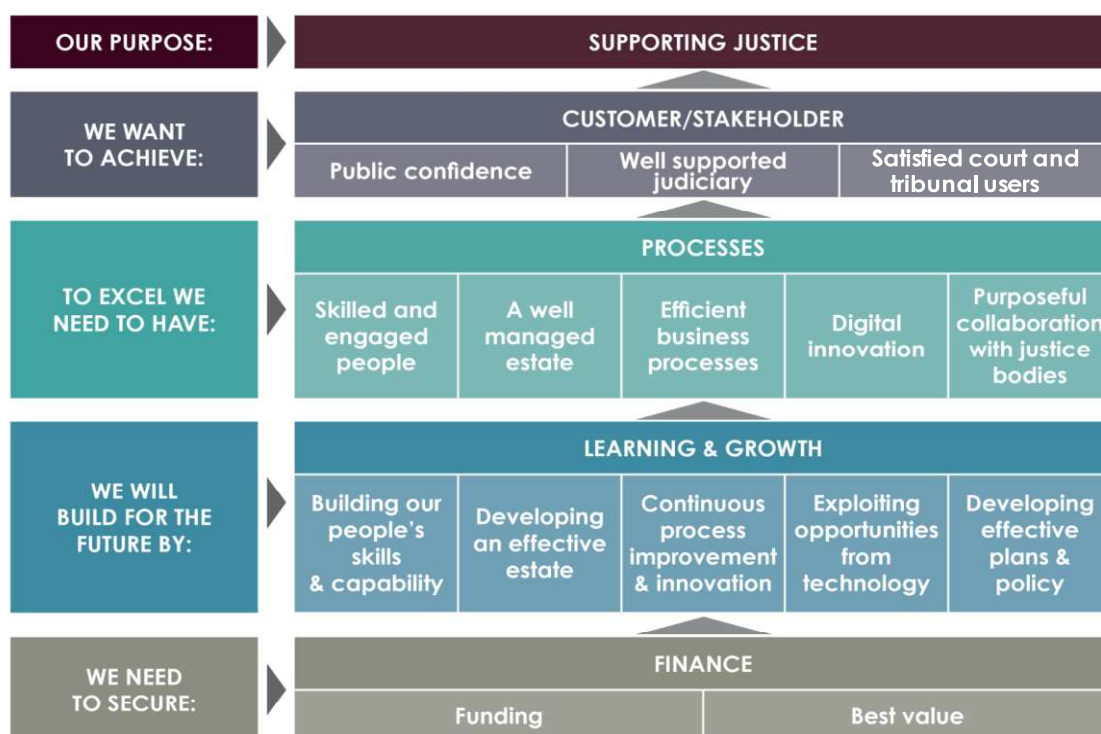 OUR PURPOSE:
SUPPORTING JUSTICE
WE WANT
TO ACHIEVE:
CUSTOMER/STAKEHOLDER
Public confidence
Well supported
judiciary
Satisfied court and
tribunal users
TO EXCEL WE
NEED TO HAVE:
PROCESSES
Skilled and
engaged
people
A well
managed
estate
Efficient
business
processes
Digital
innovation
Purposeful
collaboration
with justice
bodies
WE WILL
BUILD FOR THE
FUTURE BY:
LEARNING & GROWTH
Building our
people’s
skills
& capability
Developing
an effective
estate
Continuous
process
improvement
& innovation
Exploiting
opportunities
from
technology
Developing
effective
plans &
policy
WE NEED
TO SECURE:
FINANCE
Funding
Best value